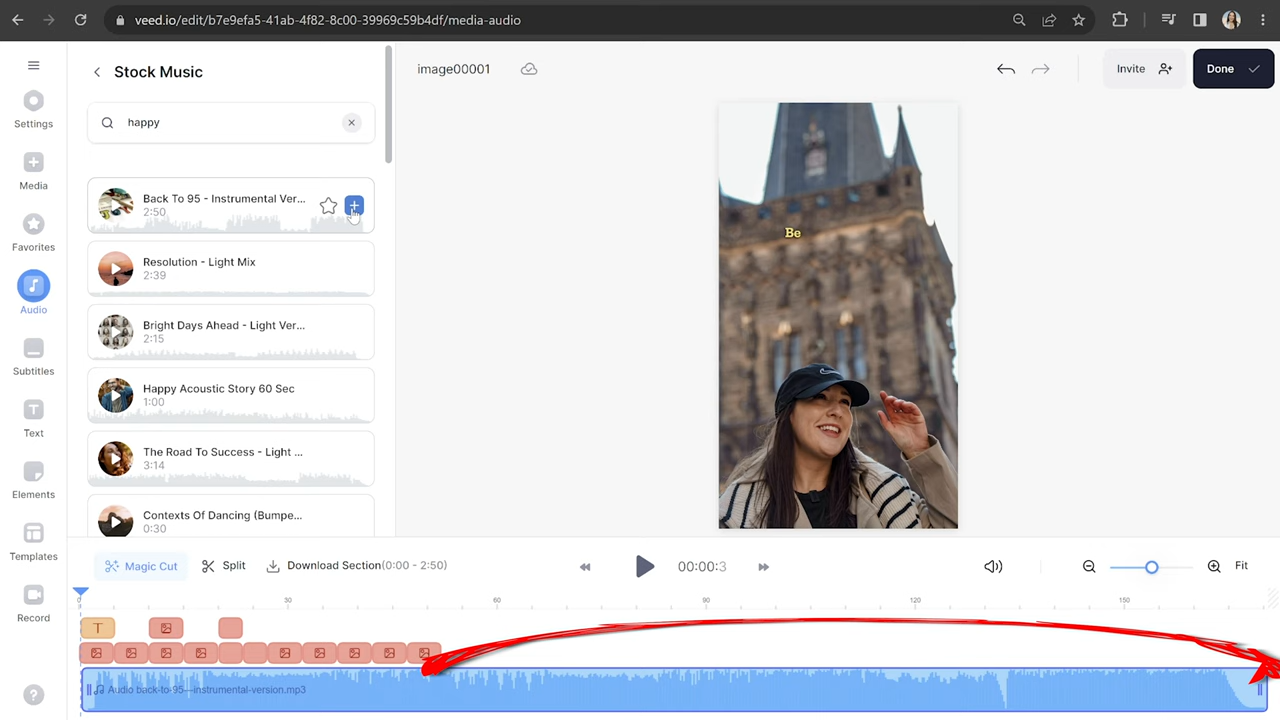 veed.io/edit/b7e9efa5-41ab-4f82-8c00-39969c59b4df/media-audio
Settings
Media
Favorites
Audio
Subtitles
Text
Elements
Templates
Record
Stock Music
happy
Back To 95 - Instrumental Ver...
2:50
Resolution - Light Mix
2:39
Bright Days Ahead - Light Ver...
2:15
Happy Acoustic Story 60 Sec
1:00
The Road To Success - Light ...
3:14
Contexts Of Dancing (Bumpe...
0:30
image00001
Invite
Done
Be
Magic Cut
Split
Download Section(0:00 - 2:50)
00:00:3
Fit
0 30 60 90 120 150
T
Audio back-to-95---instrumental-version.mp3
?